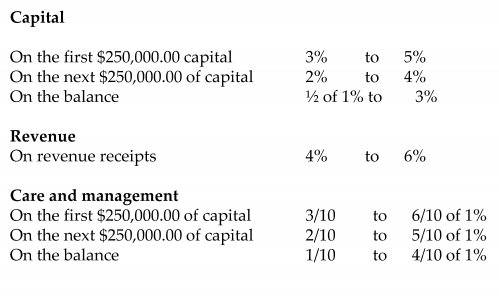 Capital
On the first $250,000.00 capital 3% to 5%
On the next $250,000.00 of capital 2% to 4%
On the balance ½ of 1% to 3%
Revenue
On revenue receipts 4% to 6%
Care and management
On the first $250,000.00 of capital 3/10 to 6/10 of 1%
On the next $250,000.00 of capital 2/10 to 5/10 of 1%
On the balance 1/10 to 4/10 of 1%